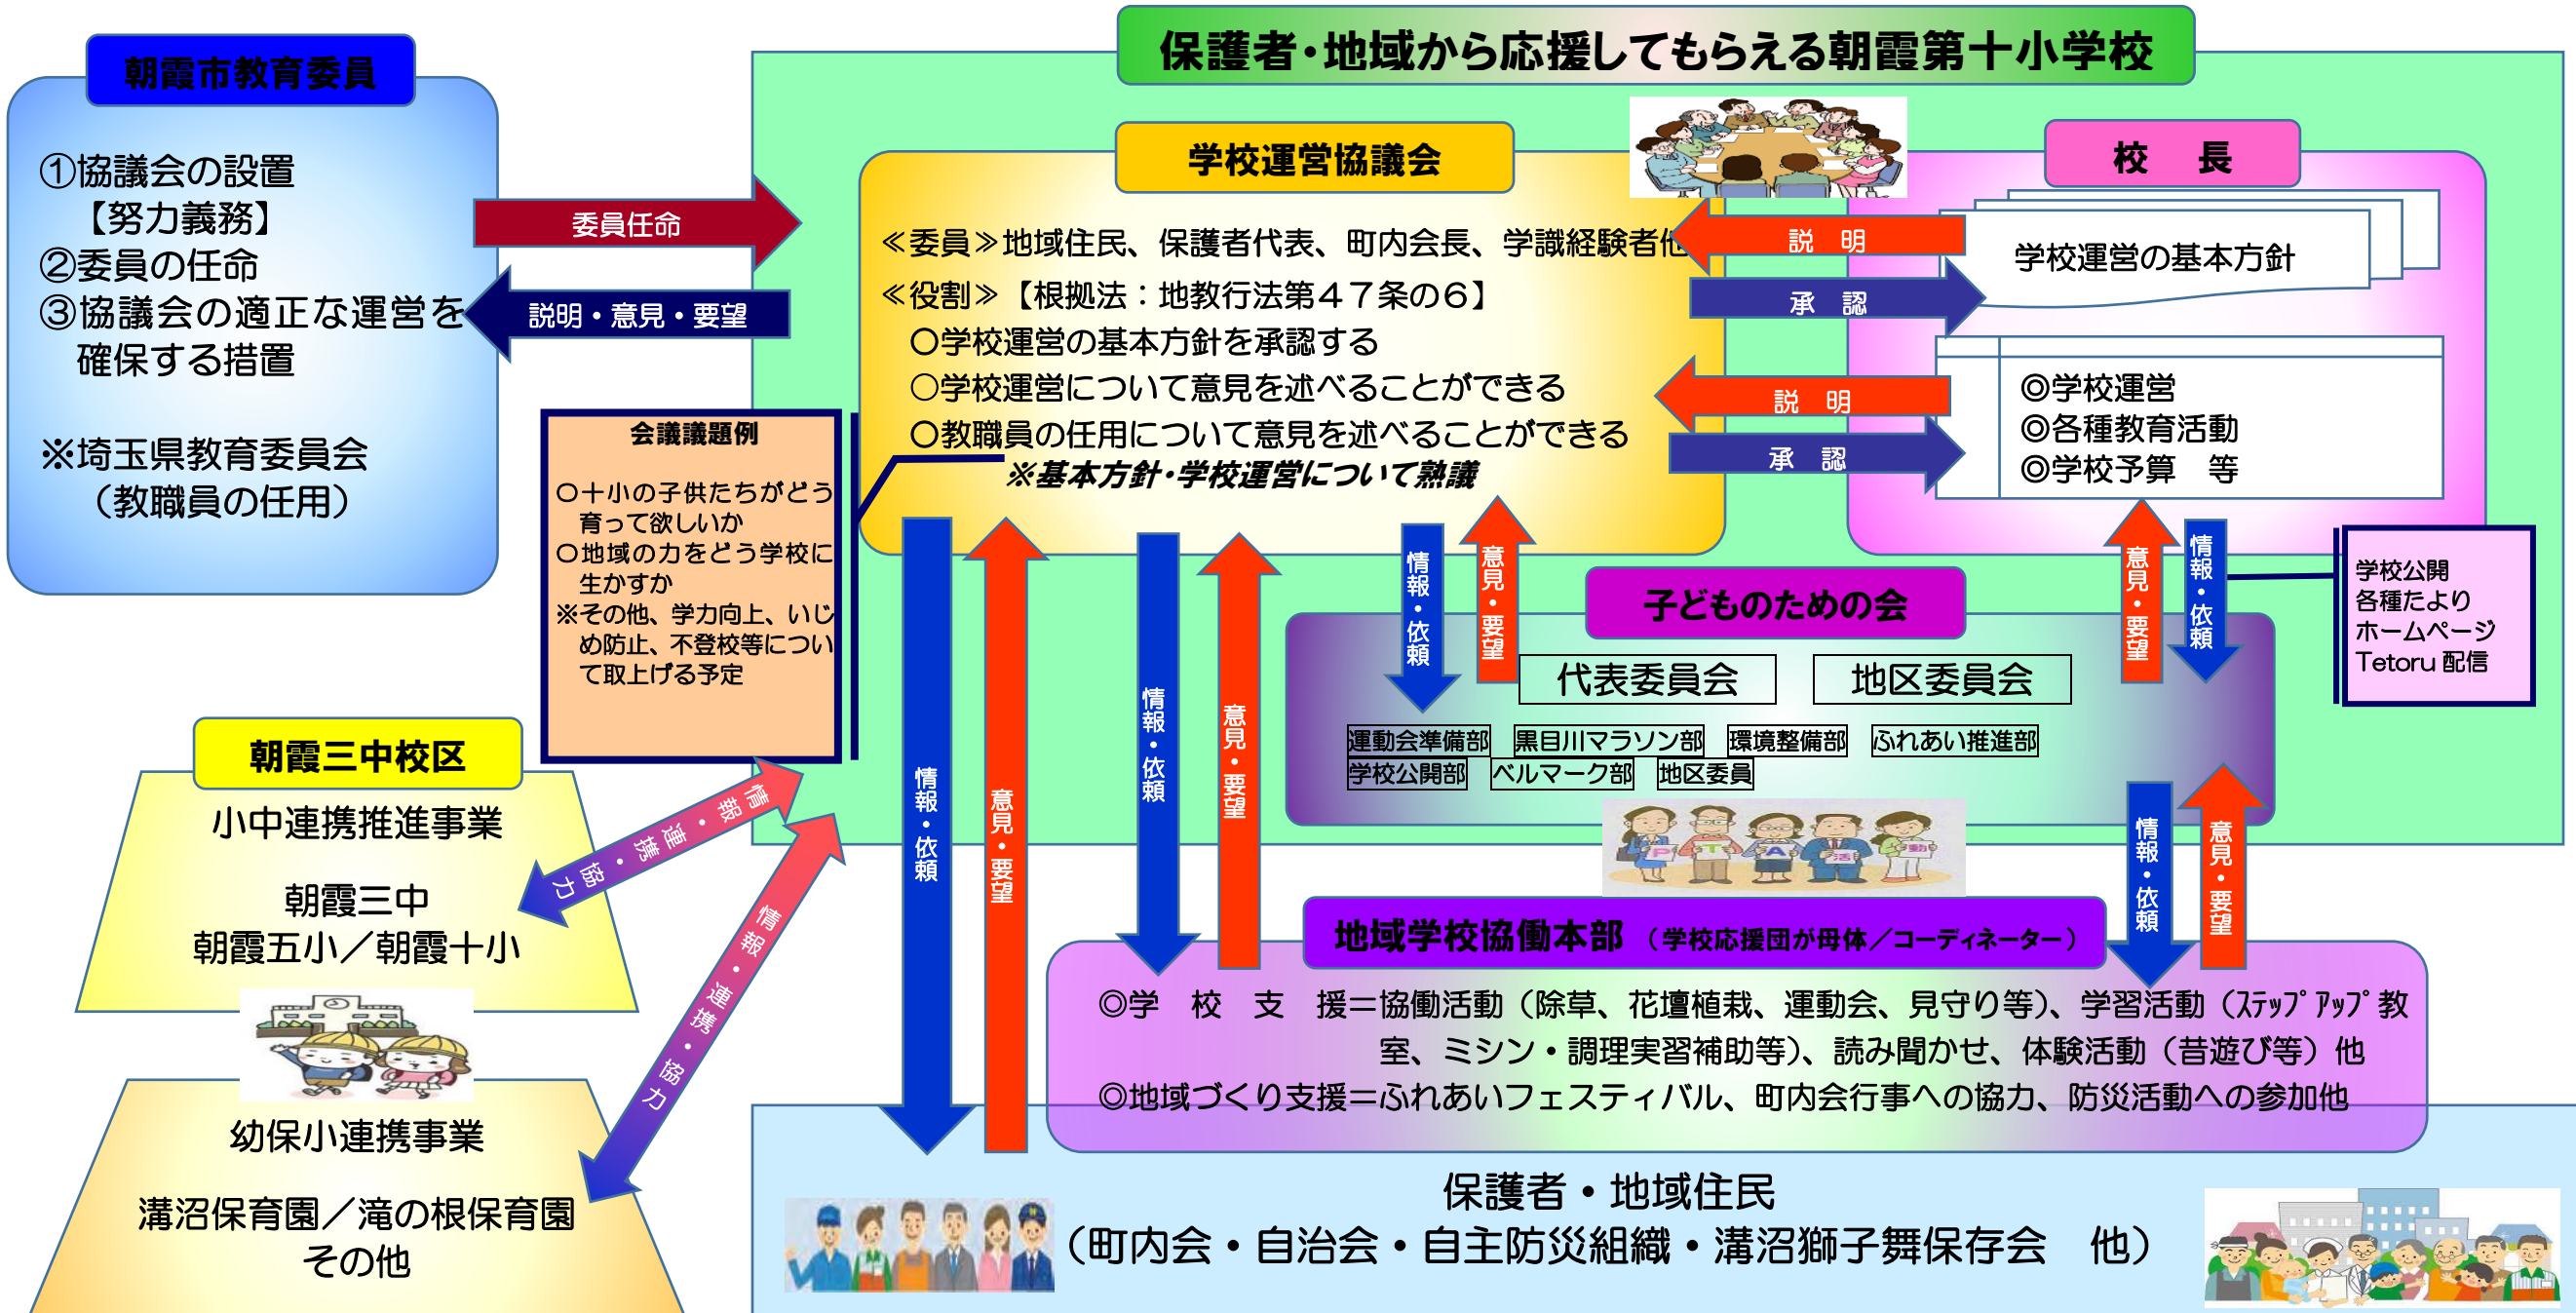 保護者・地域から応援してもらえる朝霞第十小学校
朝霞市教育委員
①協議会の設置
【努力義務】
②委員の任命
③協議会の適正な運営を
確保する措置
※埼玉県教育委員会
（教職員の任用）
委員任命
説明・意見・要望
学校運営協議会
≪委員≫地域住民、保護者代表、町内会長、学識経験者他
≪役割≫【根拠法：地教行法第４７条の６】
〇学校運営の基本方針を承認する
○学校運営について意見を述べることができる
〇教職員の任用について意見を述べることができる
※基本方針・学校運営について熟議
説　明
承　認
説　明
承　認
校　長
学校運営の基本方針
◎学校運営
◎各種教育活動
◎学校予算　等
会議議題例
〇十小の子供たちがどう
育って欲しいか
〇地域の力をどう学校に
生かすか
※その他、学力向上、いじ
め防止、不登校等につい
て取上げる予定
情報・依頼
意見・要望
情報・依頼
意見・要望
情報・依頼
意見・要望
意見・要望
情報・依頼
学校公開
各種たより
ホームページ
Tetoru 配信
子どものための会
代表委員会
地区委員会
運動会準備部　黒目川マラソン部　環境整備部　ふれあい推進部
学校公開部　ベルマーク部　地区委員
PTA活動
情報・依頼
意見・要望
朝霞三中校区
小中連携推進事業
朝霞三中
朝霞五小／朝霞十小
情報・連携・協力
情報・連携・協力
幼保小連携事業
溝沼保育園／滝の根保育園
その他
地域学校協働本部（学校応援団が母体／コーディネーター）
◎学　校　支　援＝協働活動（除草、花壇植栽、運動会、見守り等）、学習活動（ｽﾃｯﾌﾟｱｯﾌﾟ教
室、ミシン・調理実習補助等）、読み聞かせ、体験活動（昔遊び等）他
◎地域づくり支援＝ふれあいフェスティバル、町内会行事への協力、防災活動への参加他
保護者・地域住民
（町内会・自治会・自主防災組織・溝沼獅子舞保存会　他）